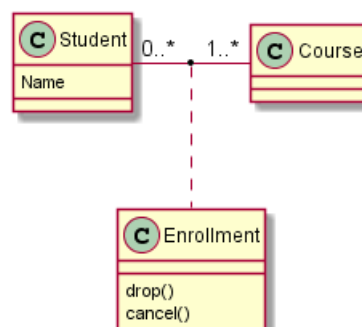 C Student
0..*
1..*
C Course
Name
C Enrollment
drop()
cancel()